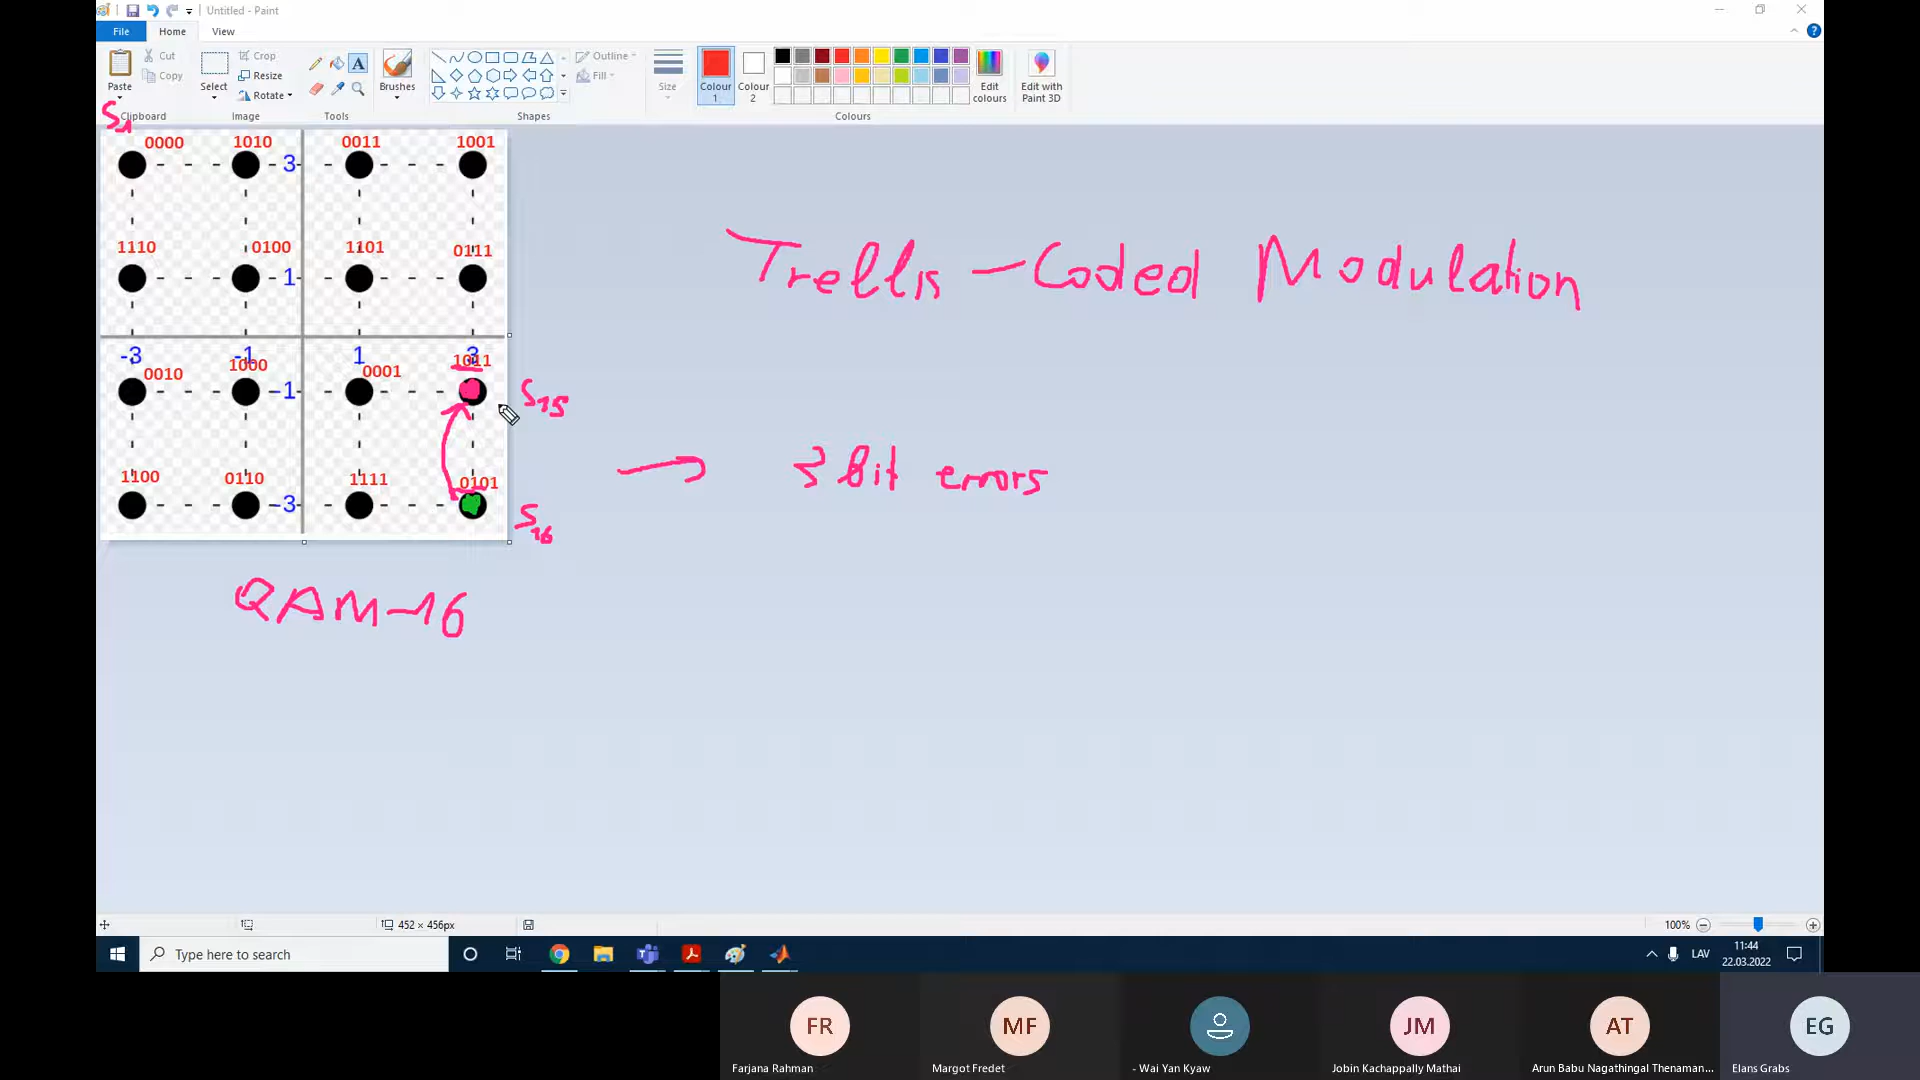 Untitled - Paint
File Home View
Paste
Cut
Copy
Clipboard
Select
Crop
Resize
Rotate
Image
A
Tools
Brushes
Outline
Fill
Shapes
Size
Colour 1
Colour 2
Edit colours
Edit with Paint 3D
Colours
S1
0000 1010 0011 1001
3
1110 0100 1101 0111
1
-3 -1 1 3
0010 1000 0001 1011
-1
S15
1100 0110 1111 0101
-3
S16
QAM-16
Trellis-Coded Modulation
3 bit errors
452 × 456px
100%
Type here to search
LAV
11:44
22.03.2022
FR MF JM AT EG
Farjana Rahman
Margot Fredet
- Wai Yan Kyaw
Jobin Kachappally Mathai
Arun Babu Nagathingal Thenaman...
Elans Grabs